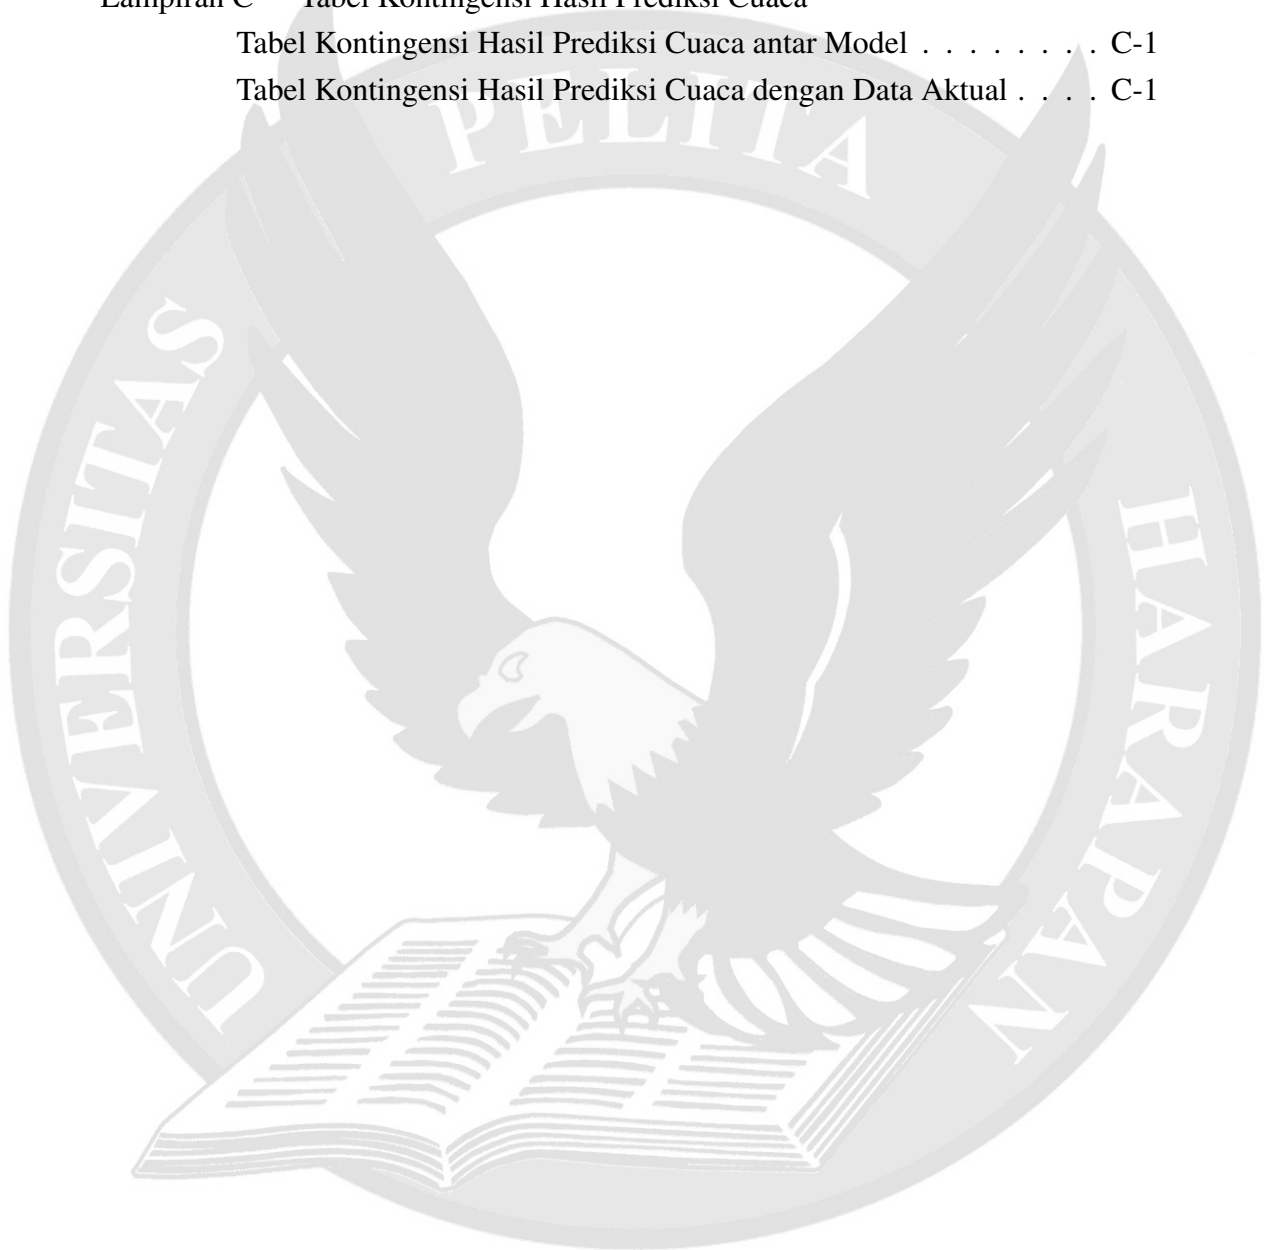 Lampiran C Tabel Kontingensi Hasil Prediksi Cuaca
Tabel Kontingensi Hasil Prediksi Cuaca antar Model . . . . . . . . C-1
Tabel Kontingensi Hasil Prediksi Cuaca dengan Data Aktual . . . . C-1
UNIVERSITAS PELITA HARAPAN